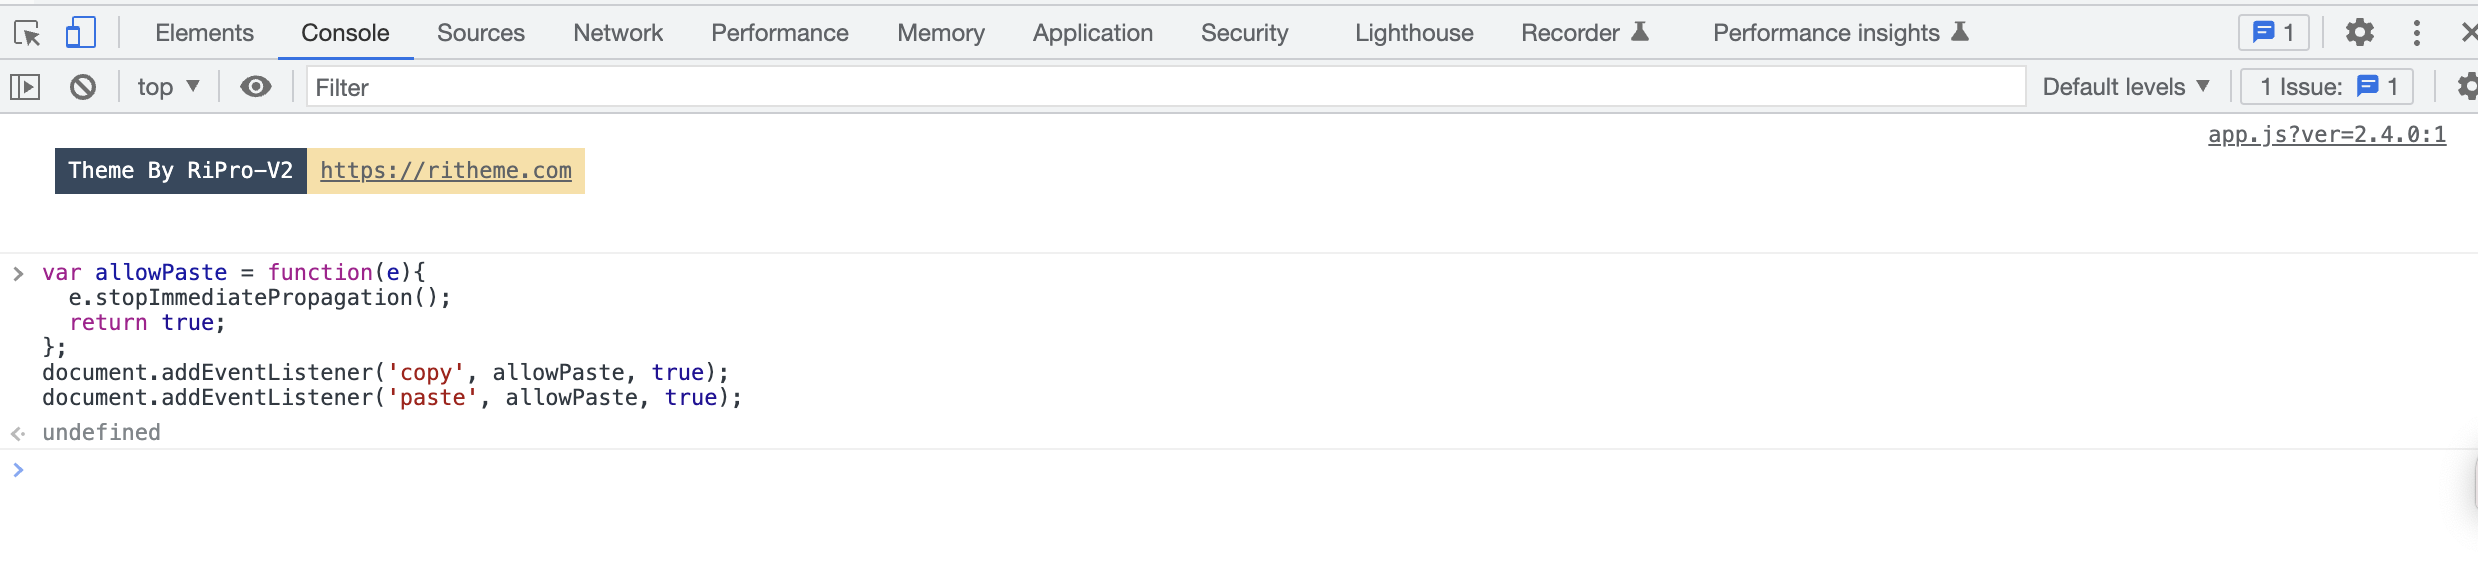 Elements Console Sources Network Performance Memory Application Security Lighthouse Recorder Performance insights 1
top Filter Default levels 1 Issue: 1
app.js?ver=2.4.0:1
Theme By RiPro-V2 https://ritheme.com
var allowPaste = function(e){
  e.stopImmediatePropagation();
  return true;
};
document.addEventListener('copy', allowPaste, true);
document.addEventListener('paste', allowPaste, true);
undefined